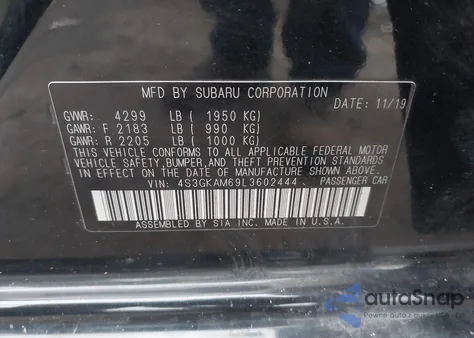 MFD BY SUBARU CORPORATION
DATE: 11/19
GVWR: 4299 LB ( 1950 KG)
GAWR: F 2183 LB ( 990 KG)
GAWR: R 2205 LB ( 1000 KG)
THIS VEHICLE CONFORMS TO ALL APPLICABLE FEDERAL MOTOR
VEHICLE SAFETY, BUMPER, AND THEFT PREVENTION STANDARDS
IN EFFECT ON THE DATE OF MANUFACTURE SHOWN ABOVE.
VIN: 4S3GKAM69L3602444 , PASSENGER CAR
ASSEMBLED BY SIA INC. MADE IN U.S.A.
autoSnap
Pewne auta z